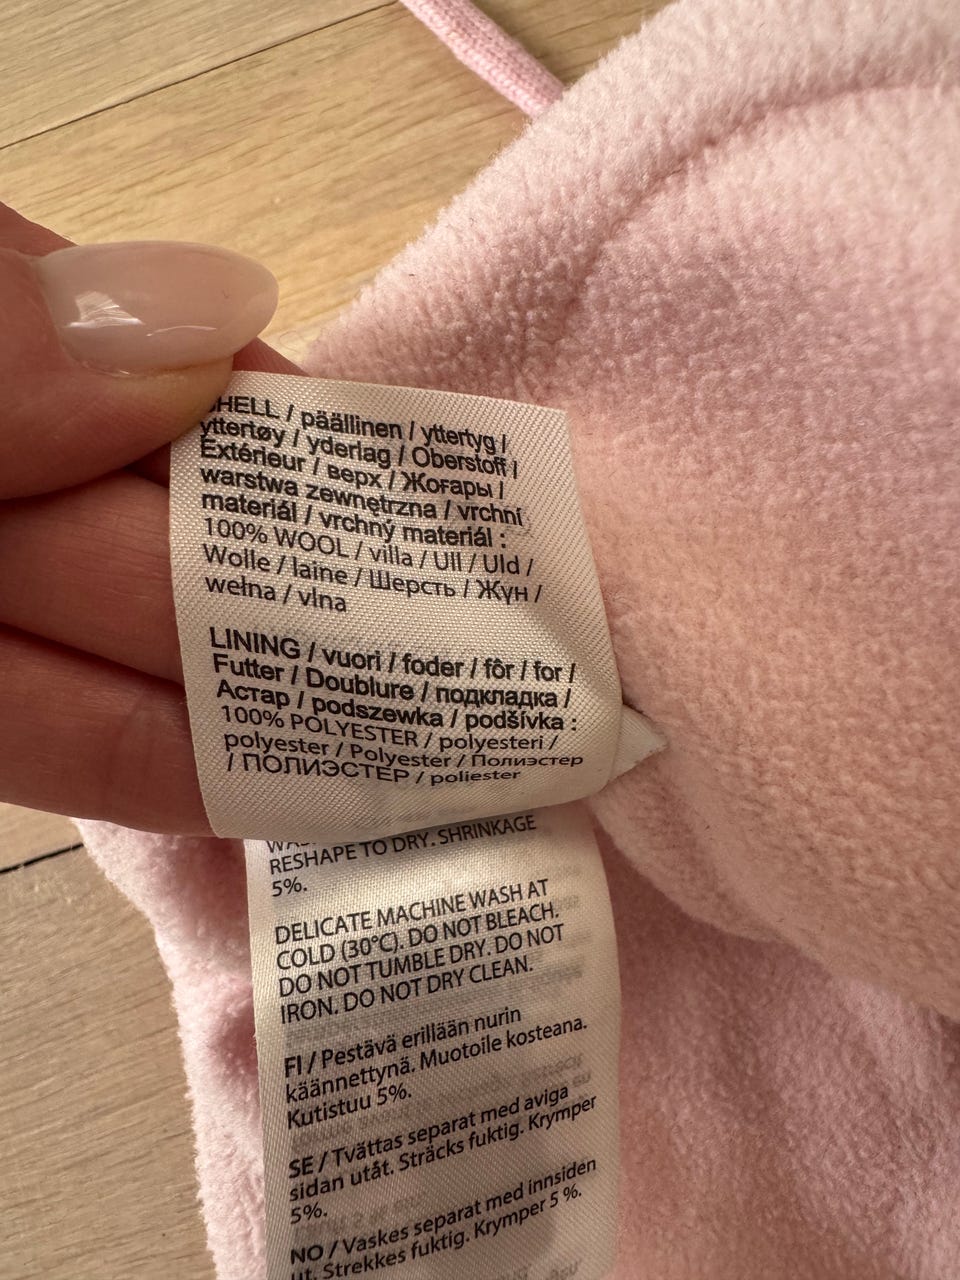 SHELL / päällinen / yttertyg /
yttertøy / yderlag / Oberstoff /
Extérieur / верх / Жоғары /
warstwa zewnętrzna / vrchní
materiál / vrchný materiál :
100% WOOL / villa / Ull / Uld /
Wolle / laine / Шерсть / Жүн /
wełna / vlna
LINING / vuori / foder / fôr / for /
Futter / Doublure / подкладка /
Астар / podszewka / podšívka :
100% POLYESTER / polyesteri /
polyester / Polyester / Полиэстер
/ ПОЛИЭСТЕР / poliester
RESHAPE TO DRY. SHRINKAGE
5%.
DELICATE MACHINE WASH AT
COLD (30°C). DO NOT BLEACH.
DO NOT TUMBLE DRY. DO NOT
IRON. DO NOT DRY CLEAN.
FI / Pestävä erillään nurin
käännettynä. Muotoile kosteana.
Kutistuu 5%.
SE / Tvättas separat med aviga
sidan utåt. Sträcks fuktig. Krymper
5%.
NO / Vaskes separat med innsiden
ut. Strekkes fuktig. Krymper 5 %.